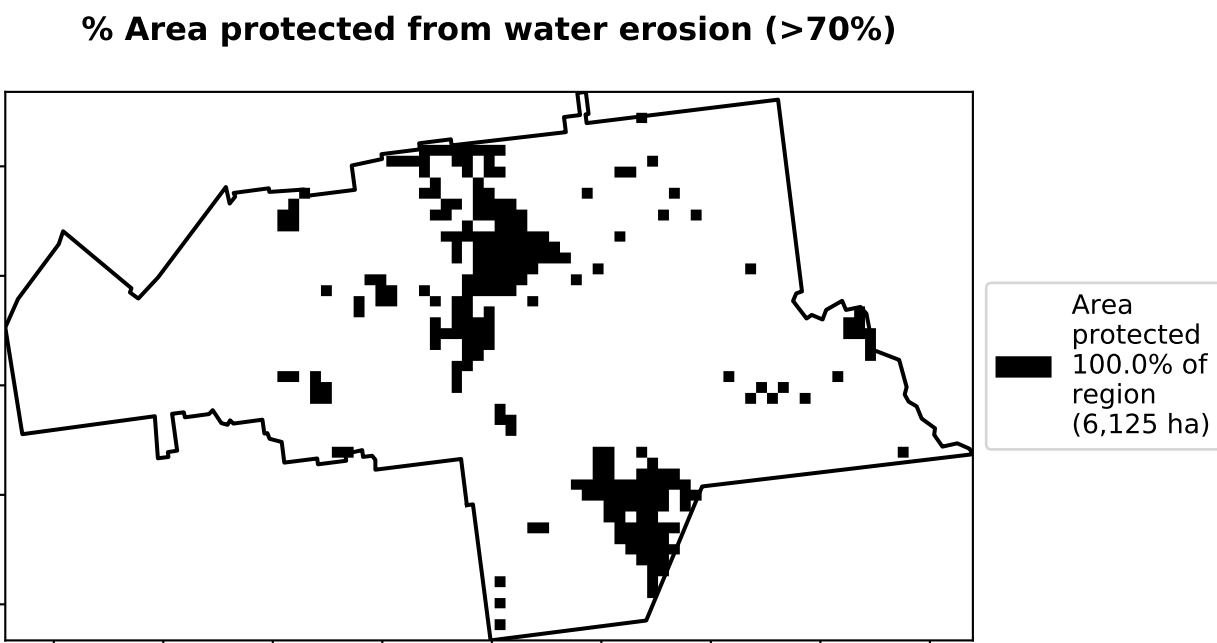 % Area protected from water erosion (>70%)
Area
protected
100.0% of
region
(6,125 ha)